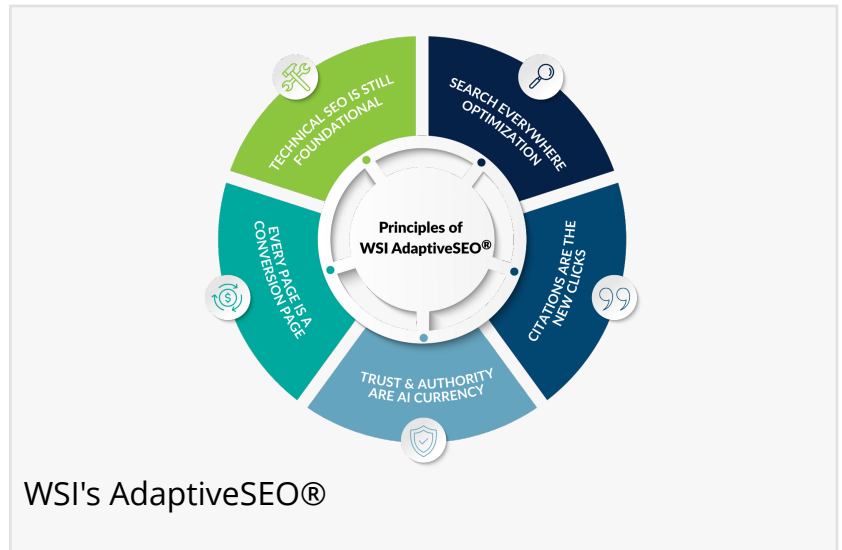 TECHNICAL SEO IS STILL
FOUNDATIONAL
SEARCH EVERYWHERE
OPTIMIZATION
Principles of
WSI AdaptiveSEO®
EVERY PAGE IS A
CONVERSION PAGE
$
CITATIONS ARE THE
NEW CLICKS
TRUST & AUTHORITY
ARE AI CURRENCY
WSI's AdaptiveSEO®